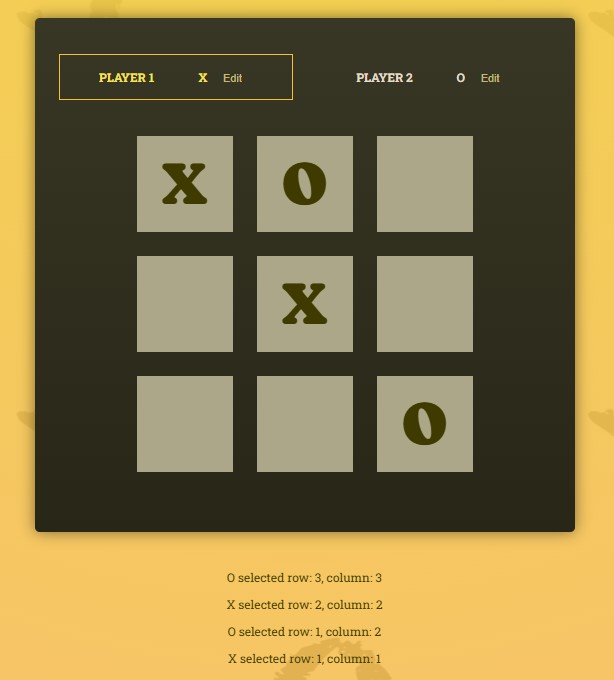 PLAYER 1 X Edit PLAYER 2 O Edit
X O
X
O
O selected row: 3, column: 3
X selected row: 2, column: 2
O selected row: 1, column: 2
X selected row: 1, column: 1